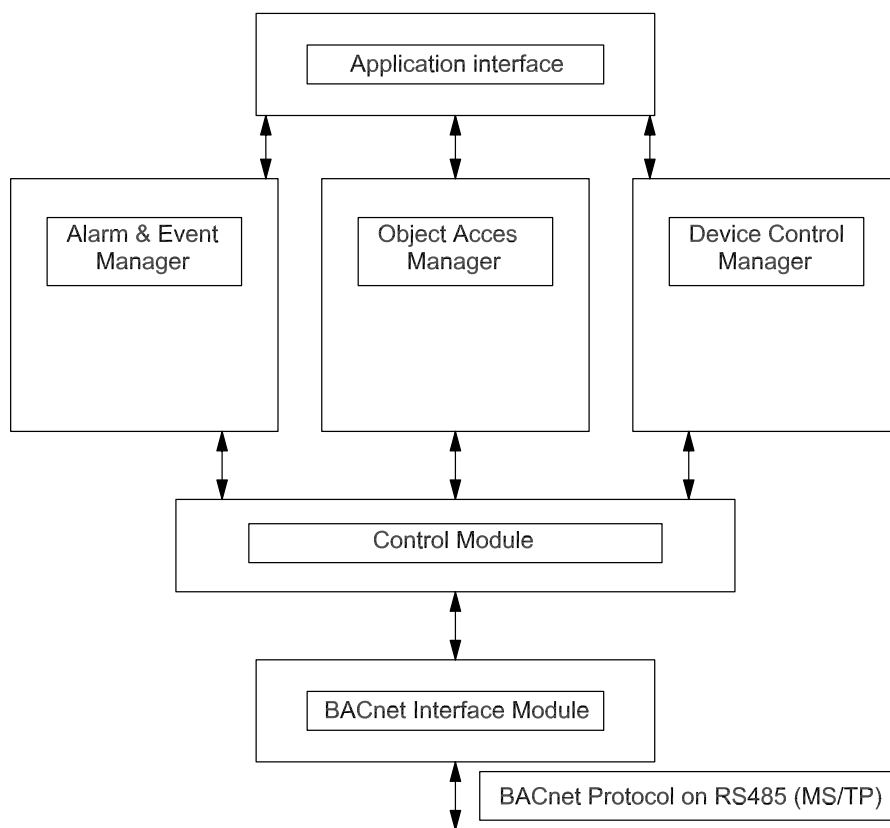 Application interface
Alarm & Event
Manager
Object Acces
Manager
Device Control
Manager
Control Module
BACnet Interface Module
BACnet Protocol on RS485 (MS/TP)